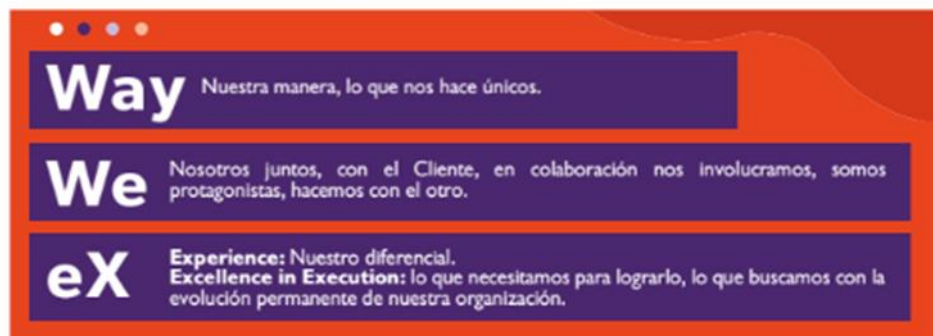 Way Nuestra manera, lo que nos hace únicos.
We Nosotros juntos, con el Cliente, en colaboración nos involucramos, somos
protagonistas, hacemos con el otro.
eX Experience: Nuestro diferencial.
Excellence in Execution: lo que necesitamos para lograrlo, lo que buscamos con la
evolución permanente de nuestra organización.